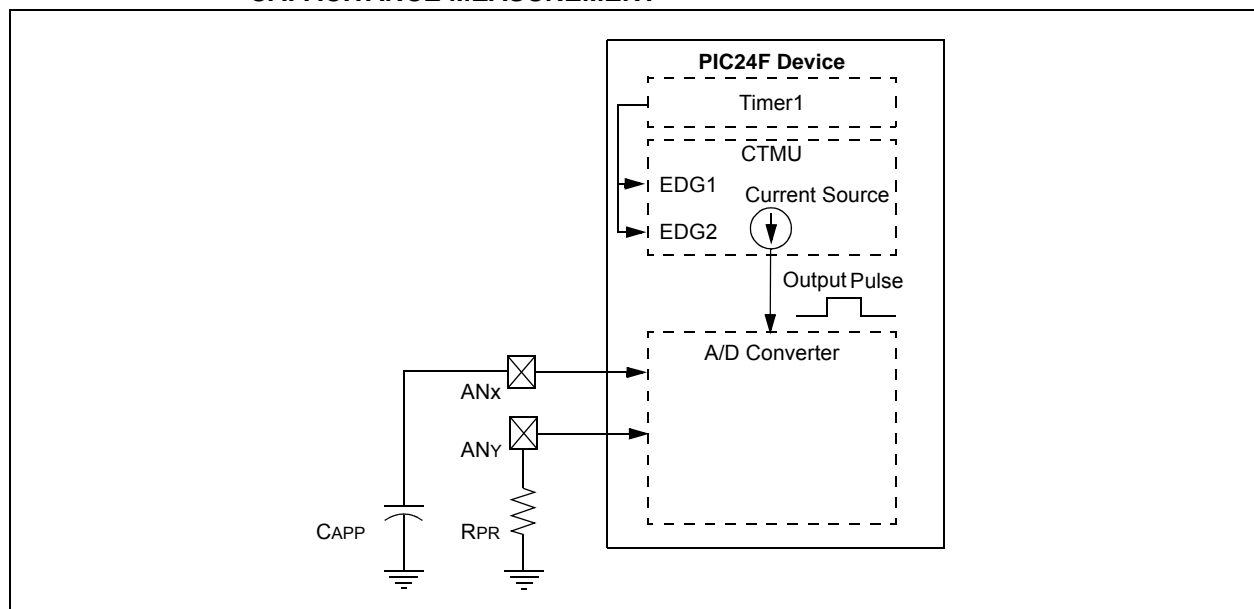 CAPACITANCE MEASUREMENT
PIC24F Device
Timer1
CTMU
EDG1
Current Source
EDG2
Output Pulse
A/D Converter
ANX
ANY
CAPP
RPR